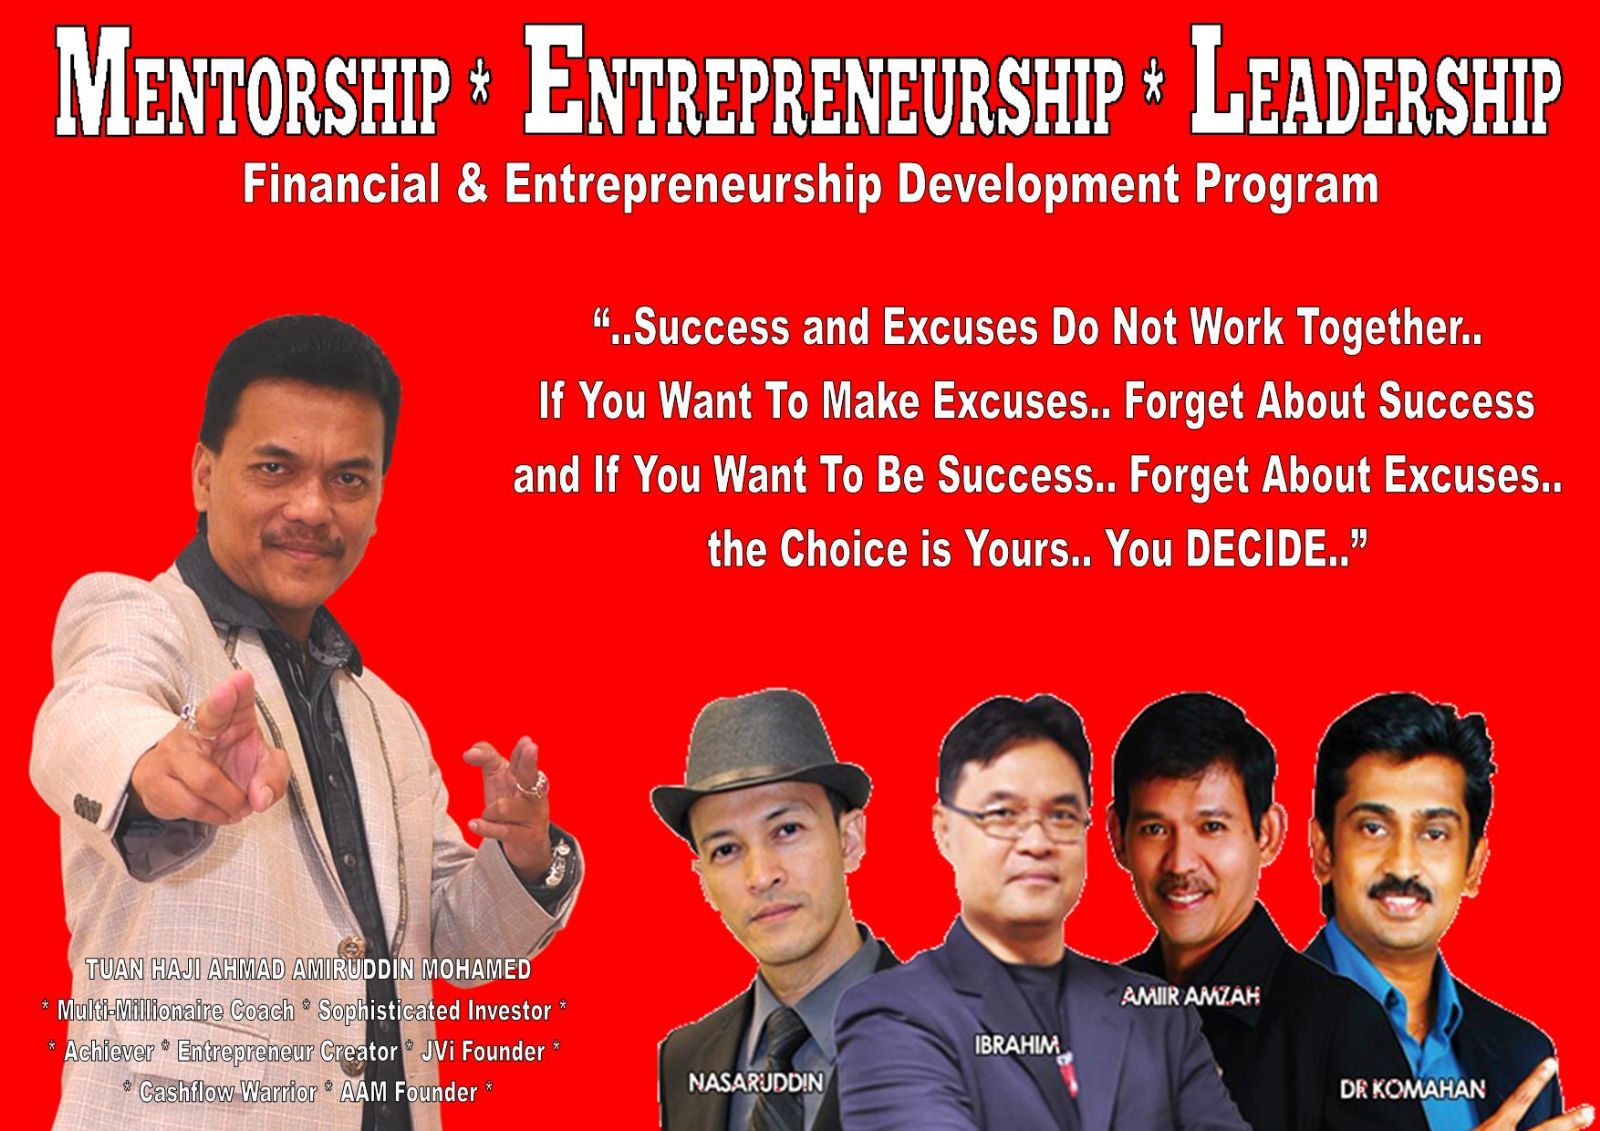 MENTORSHIP * ENTREPRENEURSHIP * LEADERSHIP
Financial & Entrepreneurship Development Program
“..Success and Excuses Do Not Work Together..
If You Want To Make Excuses.. Forget About Success
and If You Want To Be Success.. Forget About Excuses..
the Choice is Yours.. You DECIDE..”
TUAN HAJI AHMAD AMIRUDDIN MOHAMED
* Multi-Millionaire Coach * Sophisticated Investor *
* Achiever * Entrepreneur Creator * JVi Founder *
* Cashflow Warrior * AAM Founder *
NASARUDDIN
IBRAHIM
AMIIR AMZAH
DR KOMAHAN